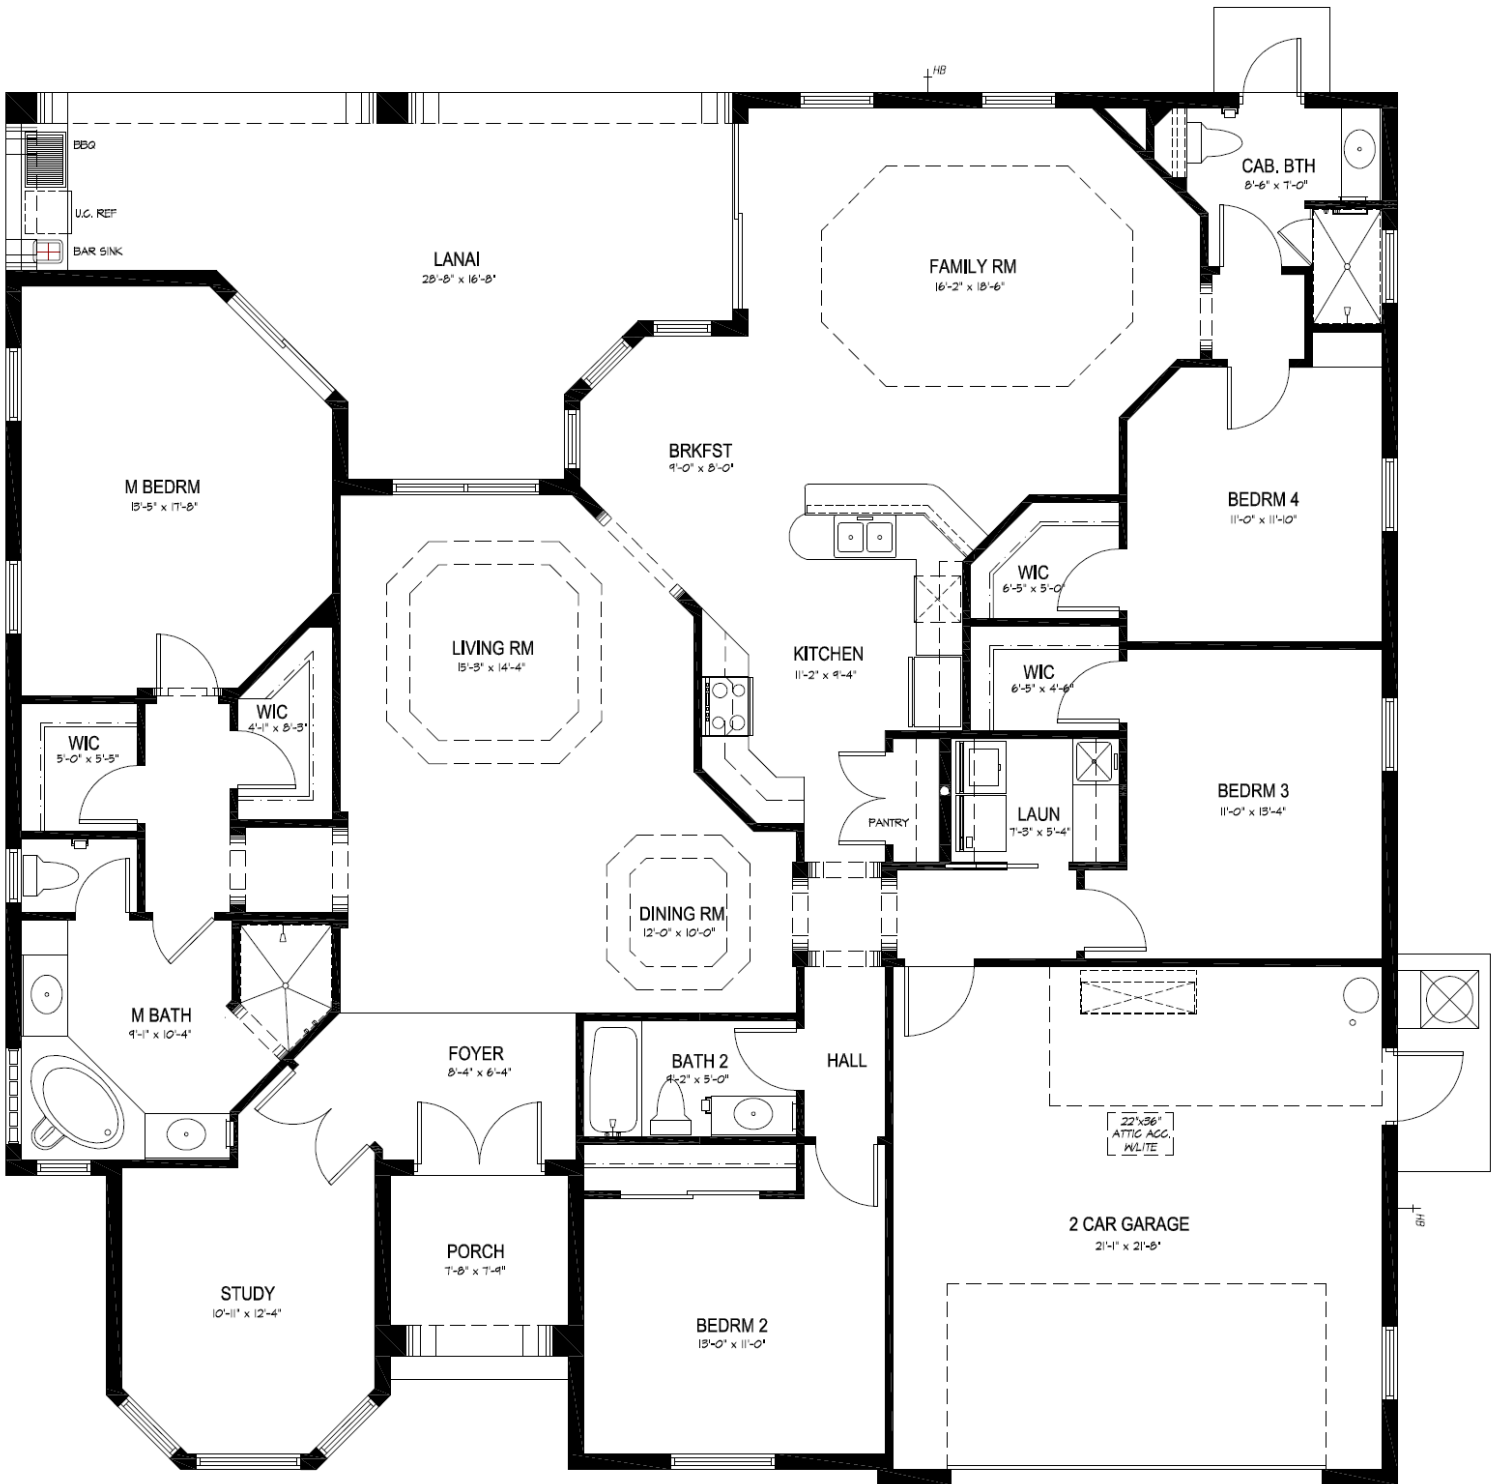 HB
BBQ
U.C. REF
BAR SINK
LANAI
28'-8" x 16'-8"
FAMILY RM
16'-2" x 18'-6"
CAB. BTH
8'-6" x 7'-0"
M BEDRM
13'-5" x 17'-8"
BRKFST
9'-0" x 8'-0"
BEDRM 4
11'-0" x 11'-10"
WIC
6'-5" x 5'-0"
LIVING RM
15'-3" x 14'-4"
KITCHEN
11'-2" x 9'-4"
WIC
6'-5" x 4'-6"
WIC
4'-1" x 8'-3"
WIC
5'-0" x 5'-5"
BEDRM 3
11'-0" x 13'-4"
LAUN
7'-3" x 5'-4"
PANTRY
DINING RM
12'-0" x 10'-0"
M BATH
9'-1" x 10'-4"
FOYER
8'-4" x 6'-4"
BATH 2
9'-2" x 5'-0"
HALL
22"x36"
ATTIC ACC.
W/LITE
2 CAR GARAGE
21'-1" x 21'-8"
HB
PORCH
7'-8" x 7'-9"
STUDY
10'-11" x 12'-4"
BEDRM 2
13'-0" x 11'-0"